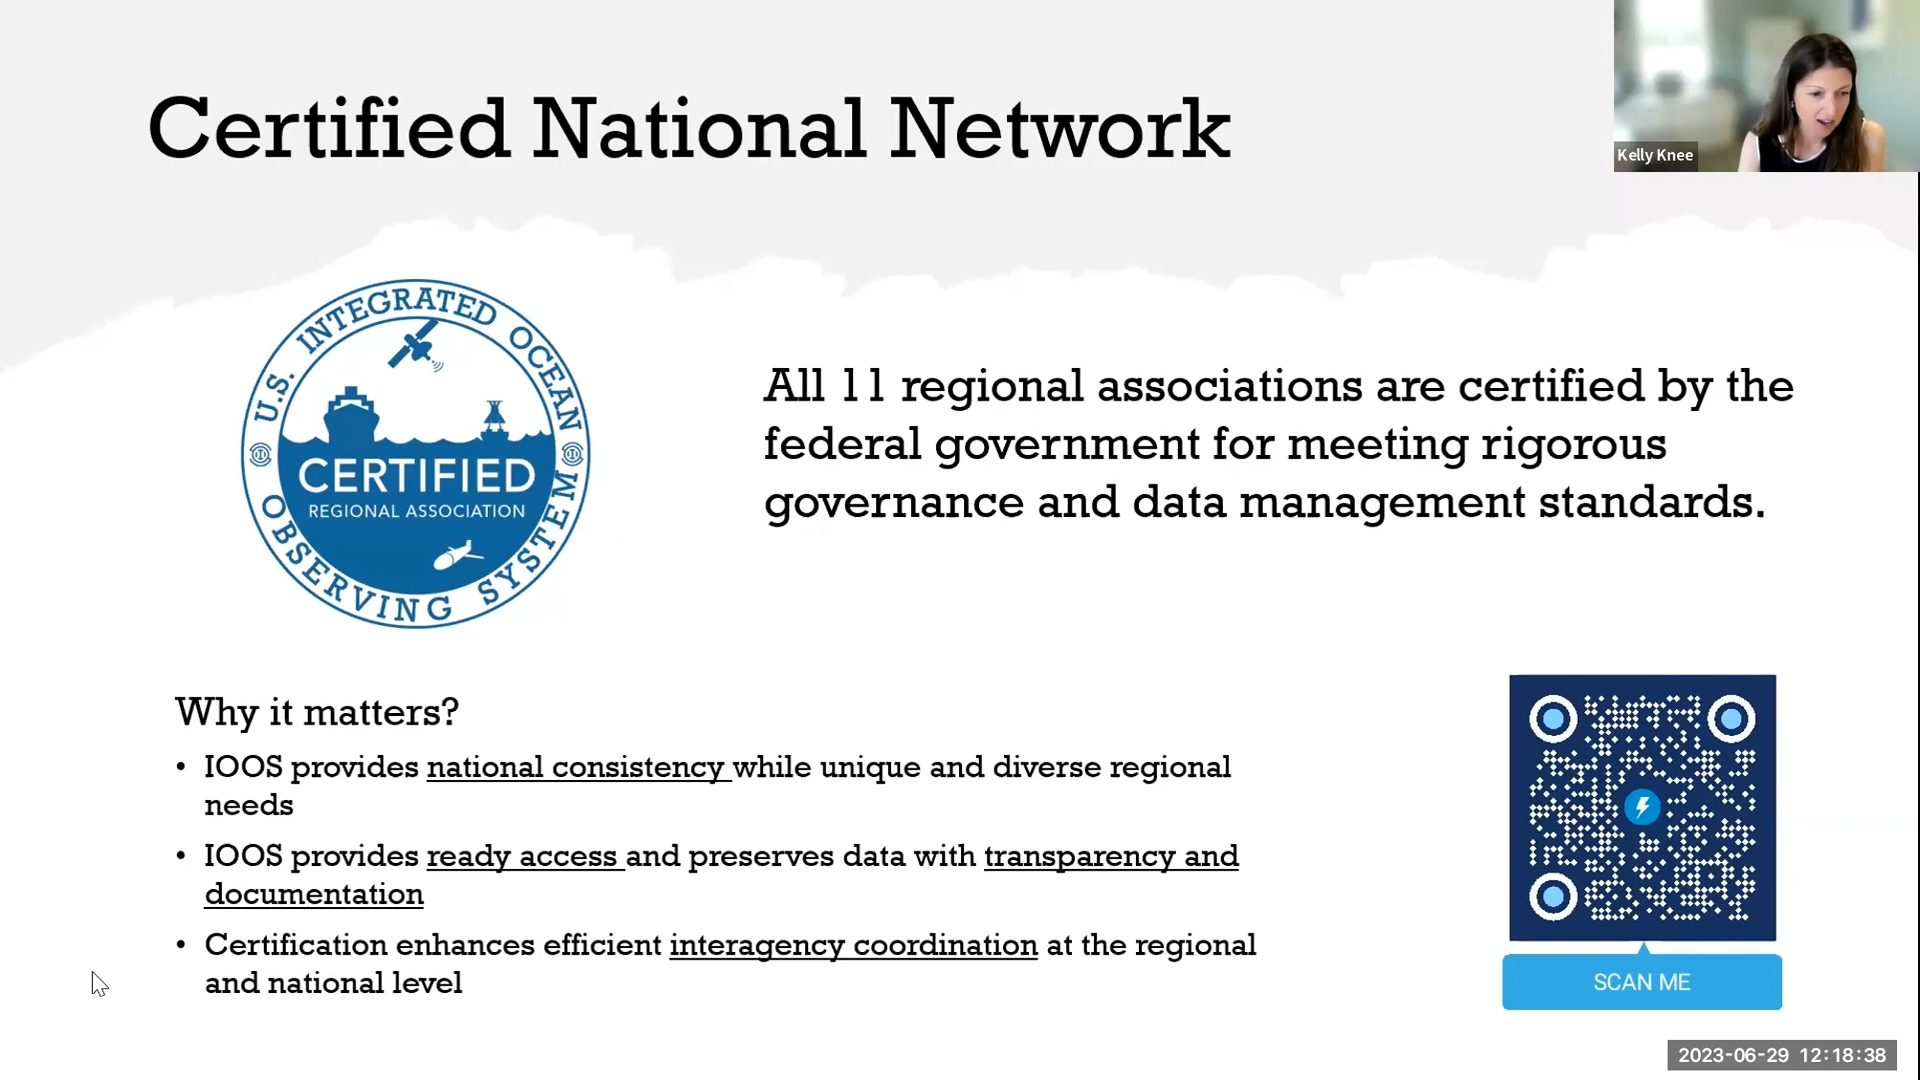 Certified National Network
Kelly Knee
U.S. INTEGRATED OCEAN
OBSERVING SYSTEM
CERTIFIED
REGIONAL ASSOCIATION
All 11 regional associations are certified by the
federal government for meeting rigorous
governance and data management standards.
Why it matters?
• IOOS provides national consistency while unique and diverse regional
needs
• IOOS provides ready access and preserves data with transparency and
documentation
• Certification enhances efficient interagency coordination at the regional
and national level
SCAN ME
2023-06-29 12:18:38